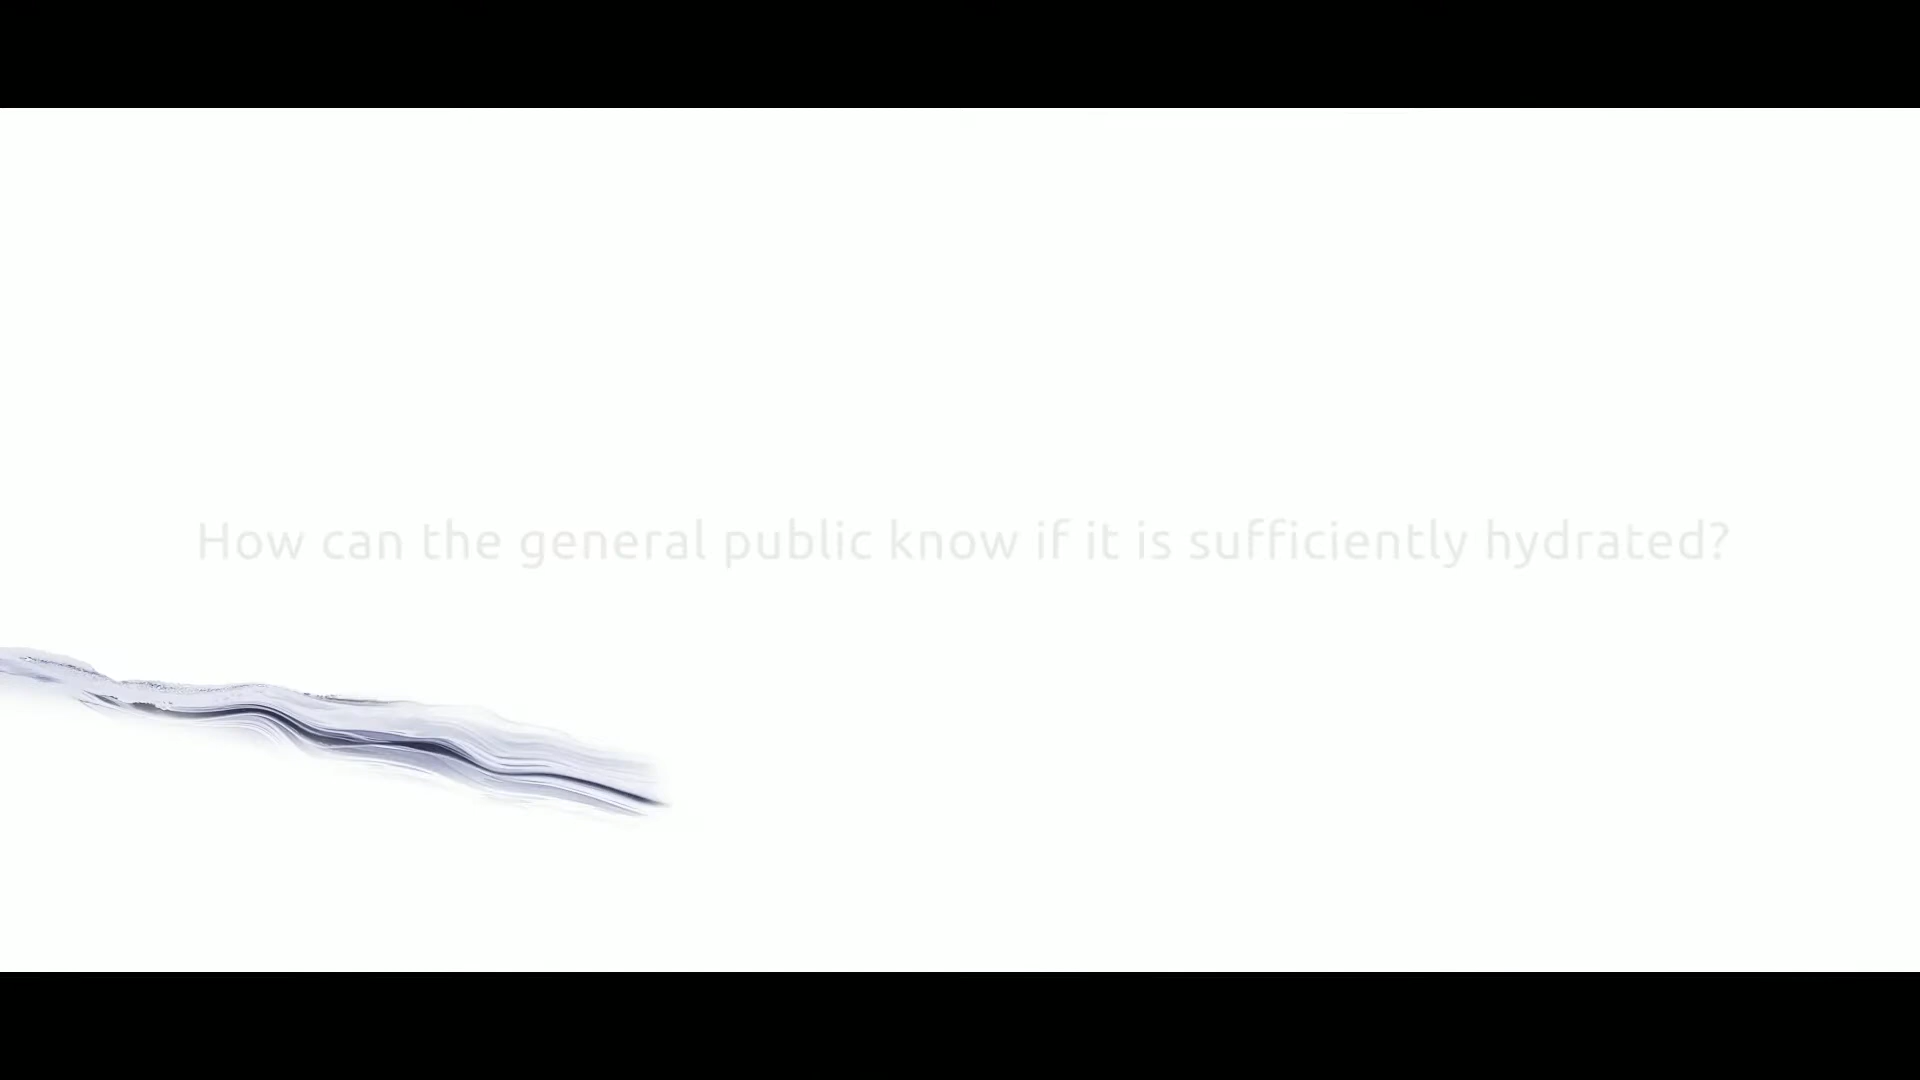 How can the general public know if it is sufficiently hydrated?